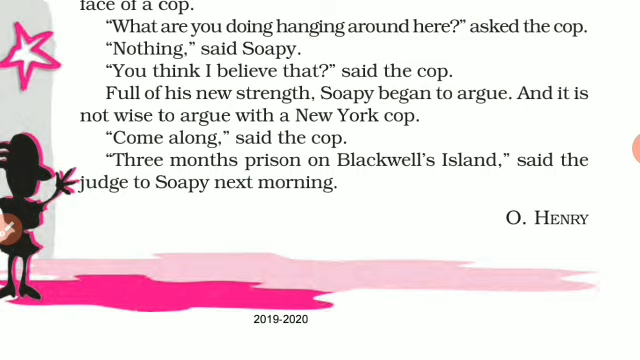 face of a cop.
“What are you doing hanging around here?” asked the cop.
“Nothing,” said Soapy.
“You think I believe that?” said the cop.
Full of his new strength, Soapy began to argue. And it is
not wise to argue with a New York cop.
“Come along,” said the cop.
“Three months prison on Blackwell’s Island,” said the
judge to Soapy next morning.
O. HENRY
2019-2020